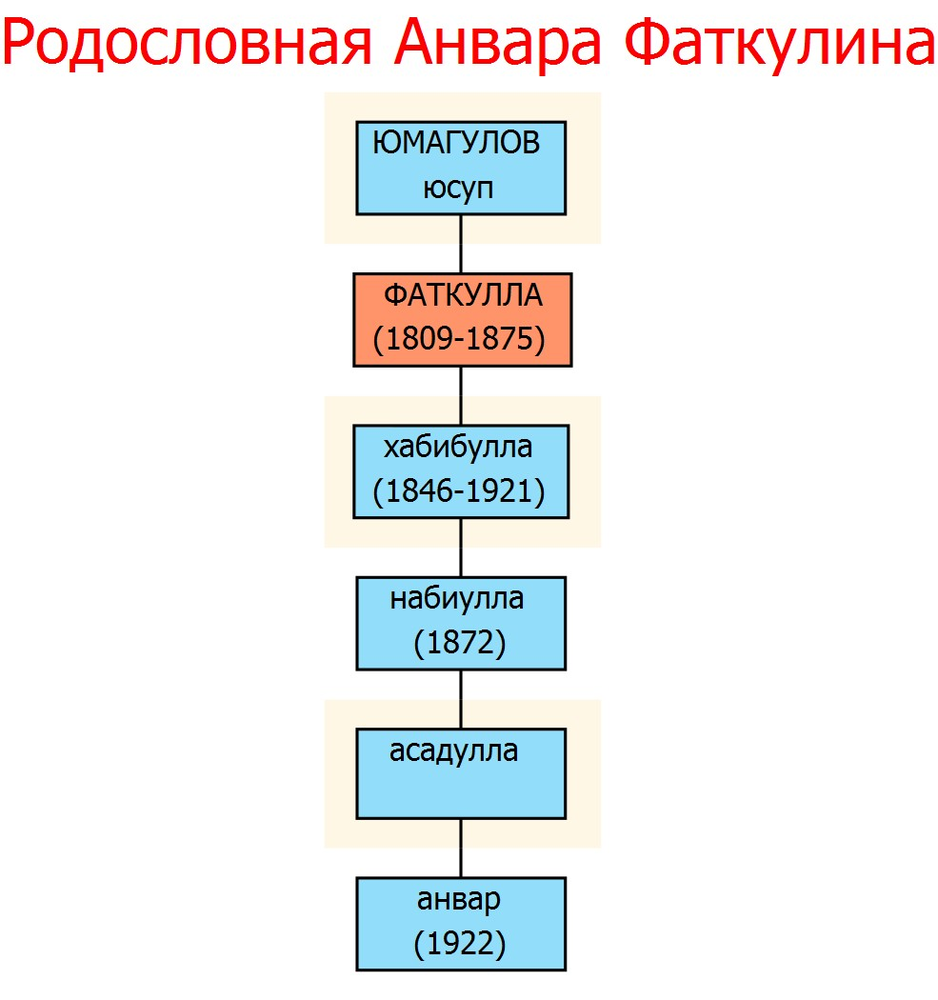 Родословная Анвара Фаткулина
ЮМАГУЛОВ
юсуп
ФАТКУЛЛА
(1809-1875)
хабибулла
(1846-1921)
набиулла
(1872)
асадулла
анвар
(1922)